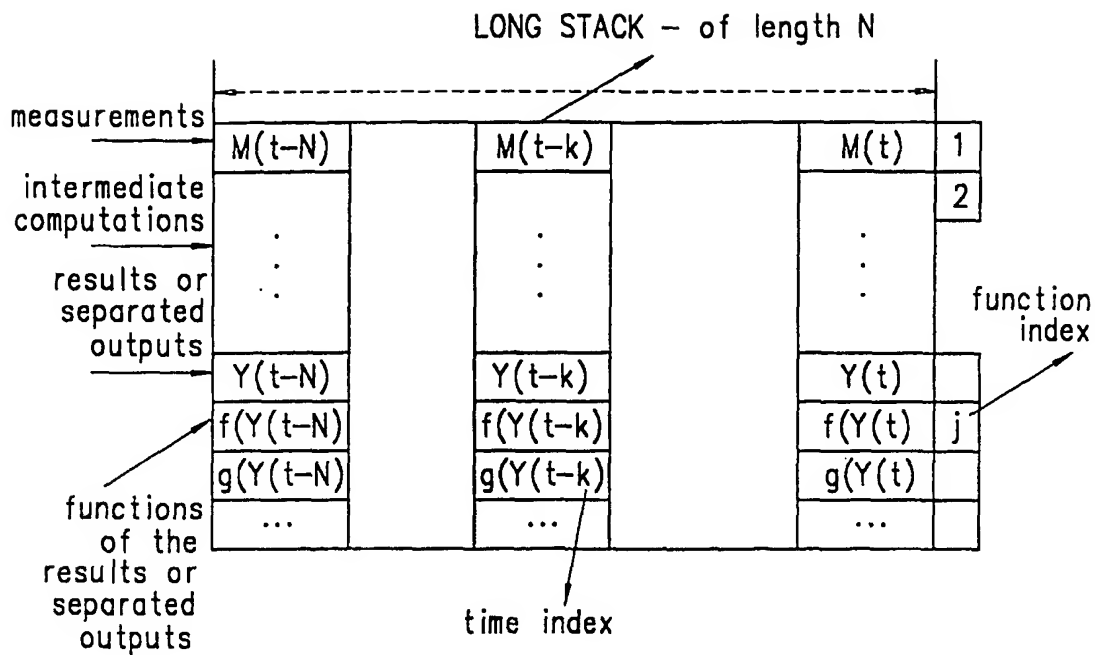 LONG STACK – of length N
measurements
M(t–N) M(t–k) M(t) 1
intermediate
computations
2
. . .
. . .
. . .
results or
separated
outputs
function
index
Y(t–N) Y(t–k) Y(t)
f(Y(t–N) f(Y(t–k) f(Y(t) j
g(Y(t–N) g(Y(t–k) g(Y(t)
... ... ...
functions
of the
results or
separated
outputs
time index